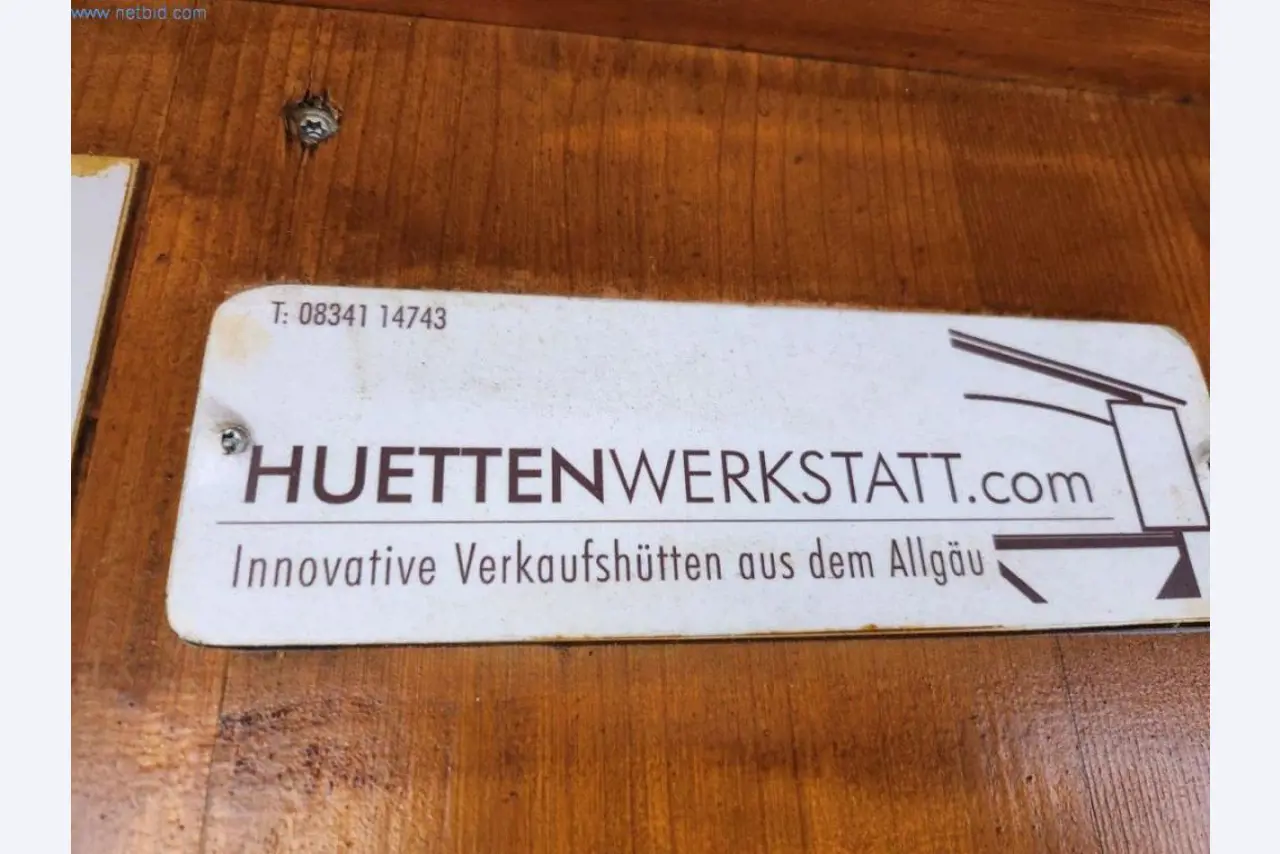 www.netbid.com
T: 08341 14743
HUETTENWERKSTATT.com
Innovative Verkaufshütten aus dem Allgäu